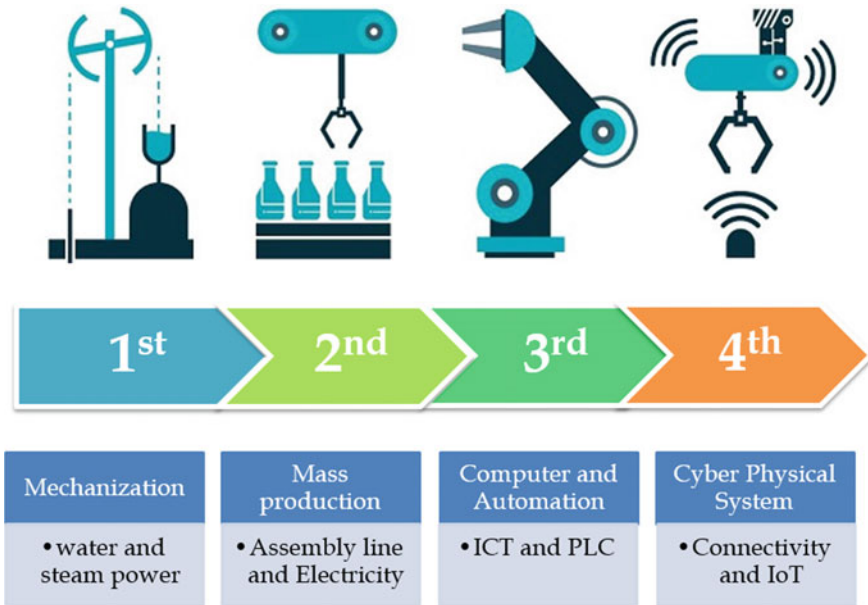 1st
2nd
3rd
4th
Mechanization
• water and
steam power
Mass
production
• Assembly line
and Electricity
Computer and
Automation
• ICT and PLC
Cyber Physical
System
• Connectivity
and IoT